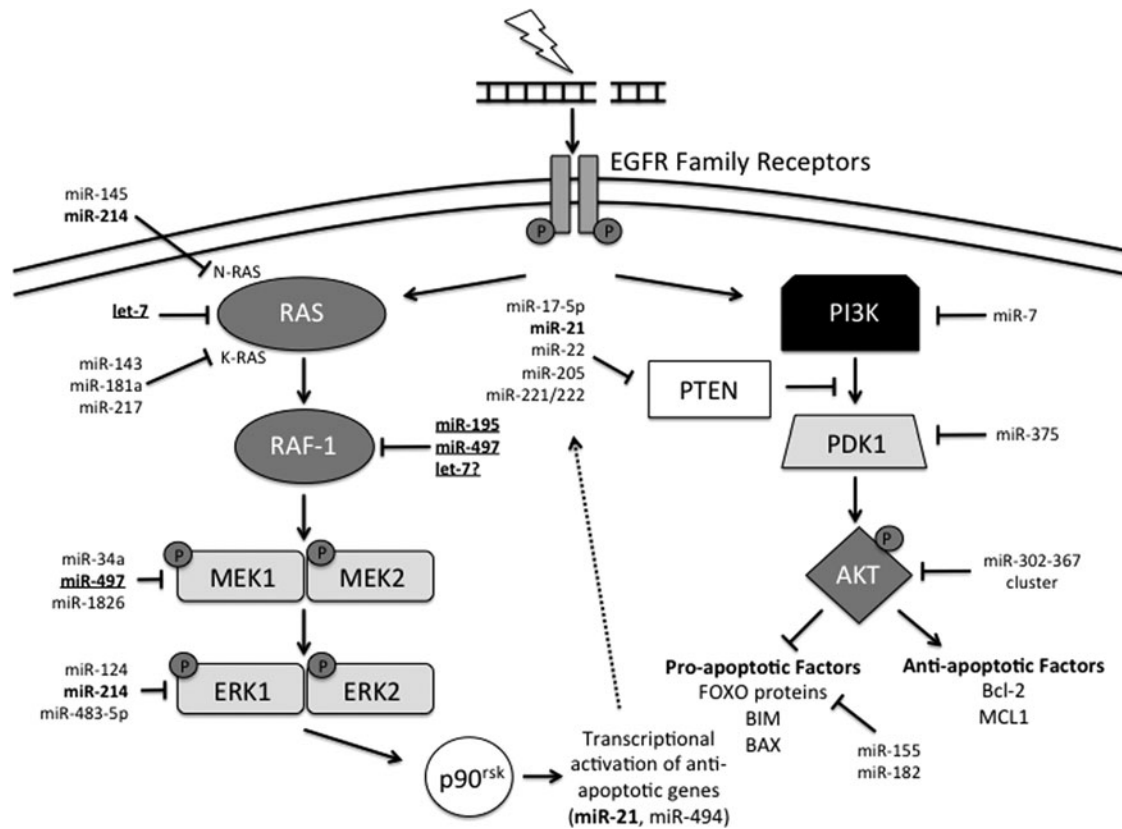 EGFR Family Receptors
P
P
miR-145
miR-214
N-RAS
let-7
RAS
K-RAS
miR-143
miR-181a
miR-217
miR-17-5p
miR-21
miR-22
miR-205
miR-221/222
PI3K
miR-7
PTEN
RAF-1
miR-195
miR-497
let-7?
PDK1
miR-375
miR-34a
miR-497
miR-1826
P
MEK1
P
MEK2
P
AKT
miR-302-367
cluster
miR-124
miR-214
miR-483-5p
P
ERK1
P
ERK2
Pro-apoptotic Factors
FOXO proteins
BIM
BAX
Anti-apoptotic Factors
Bcl-2
MCL1
miR-155
miR-182
p90rsk
Transcriptional
activation of anti-
apoptotic genes
(miR-21, miR-494)